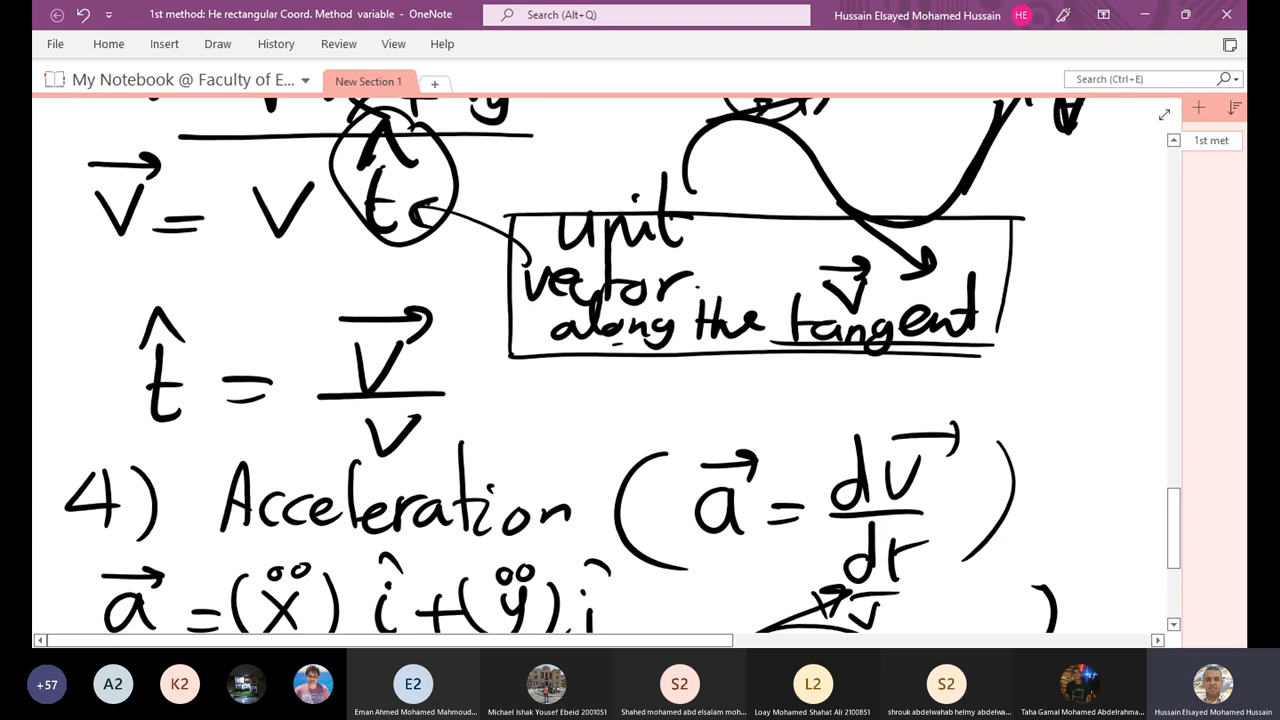 1st method: He rectangular Coord. Method variable - OneNote
Search (Alt+Q)
Hussain Elsayed Mohamed Hussain
HE
File Home Insert Draw History Review View Help
My Notebook @ Faculty of E...
New Section 1
Search (Ctrl+E)
1st met
V = V t̂
unit
vector
along the tangent
V
t̂ = V / V
4) Acceleration ( a = dV / dt )
a = (ẍ) î + (ÿ) j
V
+57
A2
K2
E2
S2
L2
S2
Eman Ahmed Mohamed Mahmoud...
Michael Ishak Yousef Ebeid 2001051
Shahed mohamed abd elsalam moh...
Loay Mohamed Shahat Ali 2100851
shrouk abdelwahab helmy abdelwa...
Taha Gamal Mohamed Abdelrahma...
Hussain Elsayed Mohamed Hussain